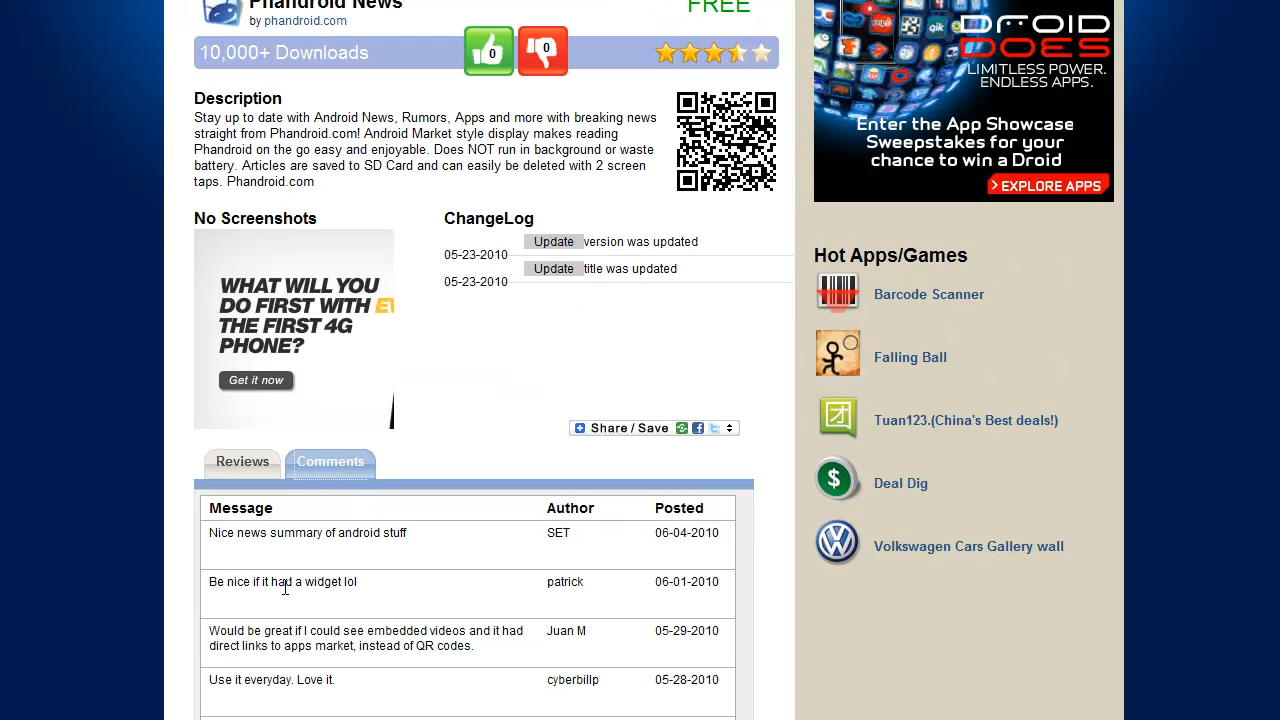 Phandroid News
by phandroid.com
FREE
10,000+ Downloads
0
0
Description
Stay up to date with Android News, Rumors, Apps and more with breaking news
straight from Phandroid.com! Android Market style display makes reading
Phandroid on the go easy and enjoyable. Does NOT run in background or waste
battery. Articles are saved to SD Card and can easily be deleted with 2 screen
taps. Phandroid.com
No Screenshots
WHAT WILL YOU
DO FIRST WITH
THE FIRST 4G
PHONE?
Get it now
ChangeLog
05-23-2010 Update version was updated
05-23-2010 Update title was updated
Share / Save
Reviews
Comments
Message Author Posted
Nice news summary of android stuff SET 06-04-2010
Be nice if it had a widget lol patrick 06-01-2010
Would be great if I could see embedded videos and it had Juan M 05-29-2010
direct links to apps market, instead of QR codes.
Use it everyday. Love it. cyberbillp 05-28-2010
DROID
DOES
LIMITLESS POWER.
ENDLESS APPS.
Enter the App Showcase
Sweepstakes for your
chance to win a Droid
EXPLORE APPS
Hot Apps/Games
Barcode Scanner
Falling Ball
团
Tuan123.(China's Best deals!)
$
Deal Dig
Volkswagen Cars Gallery wall